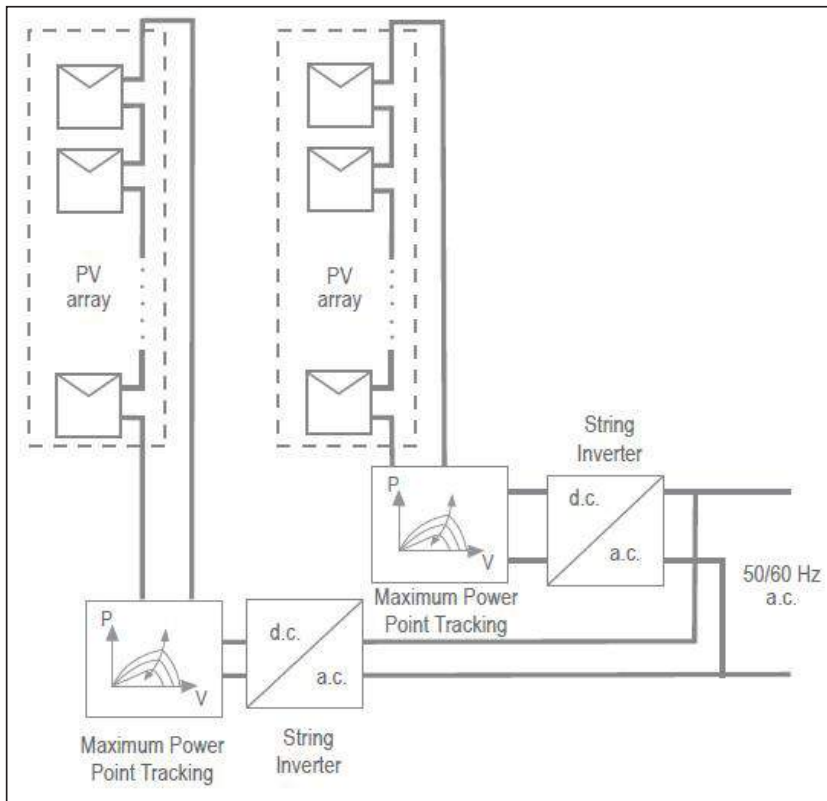 PV
array
PV
array
String
Inverter
P
V
d.c.
a.c.
50/60 Hz
a.c.
Maximum Power
Point Tracking
P
V
d.c.
a.c.
Maximum Power
Point Tracking
String
Inverter